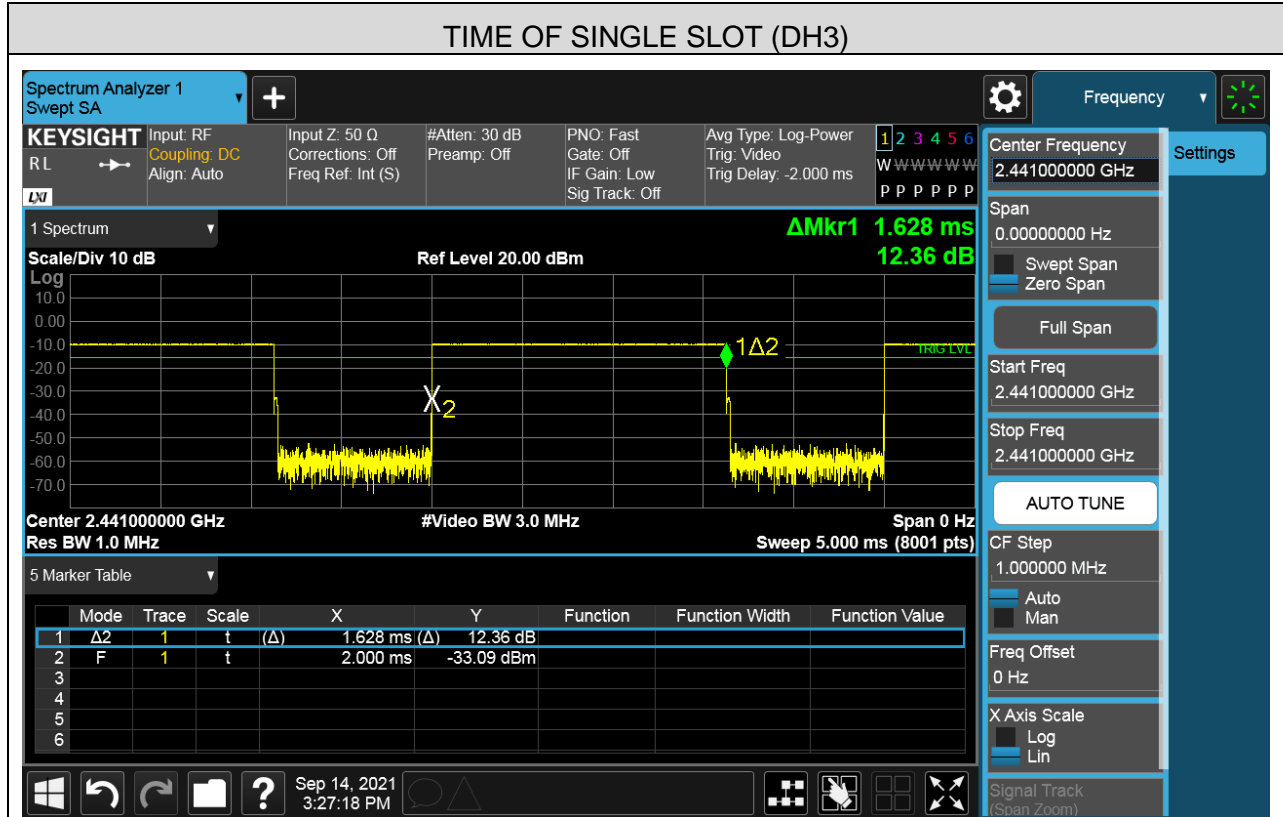 TIME OF SINGLE SLOT (DH3)
Spectrum Analyzer 1
Swept SA
+
Frequency
KEYSIGHT
RL
LXI
Input: RF
Coupling: DC
Align: Auto
Input Z: 50 Ω
Corrections: Off
Freq Ref: Int (S)
#Atten: 30 dB
Preamp: Off
PNO: Fast
Gate: Off
IF Gain: Low
Sig Track: Off
Avg Type: Log-Power
Trig: Video
Trig Delay: -2.000 ms
1 2 3 4 5 6
W W W W W W
P P P P P P
1 Spectrum
ΔMkr1 1.628 ms
12.36 dB
Scale/Div 10 dB
Ref Level 20.00 dBm
Log
10.0
0.00
-10.0
-20.0
-30.0
-40.0
-50.0
-60.0
-70.0
1Δ2
TRIG LVL
X2
Center 2.441000000 GHz
#Video BW 3.0 MHz
Span 0 Hz
Res BW 1.0 MHz
Sweep 5.000 ms (8001 pts)
5 Marker Table
Mode Trace Scale X Y Function Function Width Function Value
1 Δ2 1 t (Δ) 1.628 ms (Δ) 12.36 dB
2 F 1 t 2.000 ms -33.09 dBm
3
4
5
6
?
Sep 14, 2021
3:27:18 PM
Center Frequency
2.441000000 GHz
Settings
Span
0.00000000 Hz
Swept Span
Zero Span
Full Span
Start Freq
2.441000000 GHz
Stop Freq
2.441000000 GHz
AUTO TUNE
CF Step
1.000000 MHz
Auto
Man
Freq Offset
0 Hz
X Axis Scale
Log
Lin
Signal Track
(Span Zoom)